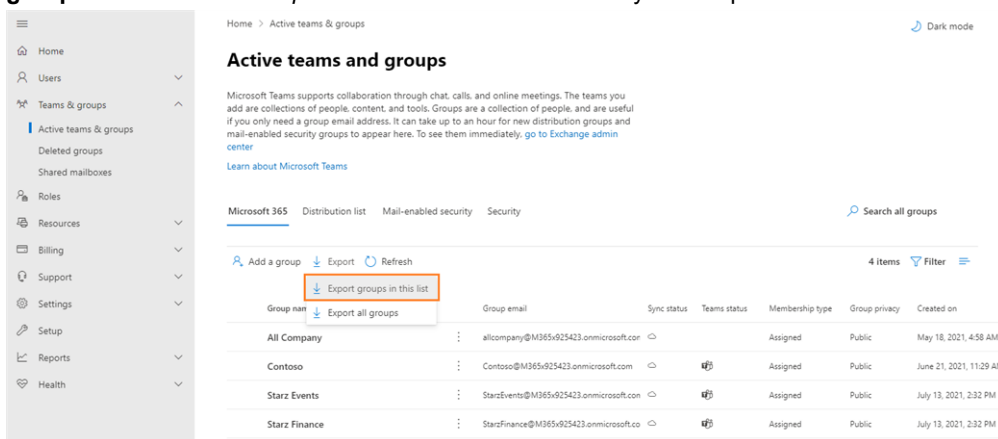 Home > Active teams & groups
Dark mode
Home
Users
Teams & groups
Active teams & groups
Deleted groups
Shared mailboxes
Roles
Resources
Billing
Support
Settings
Setup
Reports
Health
Active teams and groups
Microsoft Teams supports collaboration through chat, calls, and online meetings. The teams you
add are collections of people, content, and tools. Groups are a collection of people, and are useful
if you only need a group email address. It can take up to an hour for new distribution groups and
mail-enabled security groups to appear here. To see them immediately, go to Exchange admin
center
Learn about Microsoft Teams
Microsoft 365 Distribution list Mail-enabled security Security
Search all groups
Add a group Export Refresh
4 items Filter
Export groups in this list
Export all groups
Group Group email Sync status Teams status Membership type Group privacy Created on
All Company allcompany@M365x925423.onmicrosoft.cor Assigned Public May 18, 2021, 4:58 AM
Contoso Contoso@M365x925423.onmicrosoft.com Assigned Public June 21, 2021, 11:29 A
Starz Events StarzEvents@M365x925423.onmicrosoft.con Assigned Public July 13, 2021, 2:32 PM
Starz Finance StarzFinance@M365x925423.onmicrosoft.co Assigned Public July 13, 2021, 2:32 PM